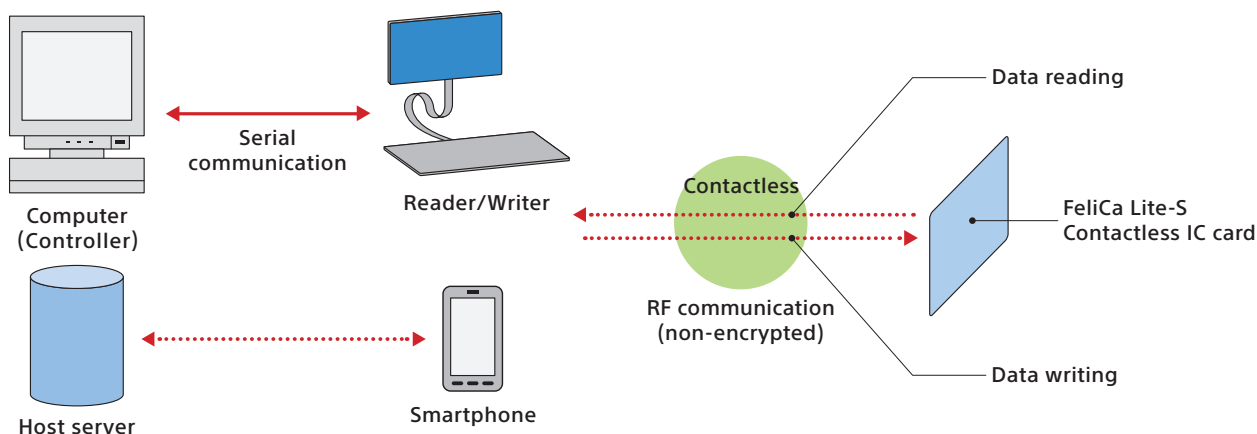 Data reading
Serial
communication
Contactless
Reader/Writer
Computer
(Controller)
FeliCa Lite-S
Contactless IC card
RF communication
(non-encrypted)
Data writing
Smartphone
Host server